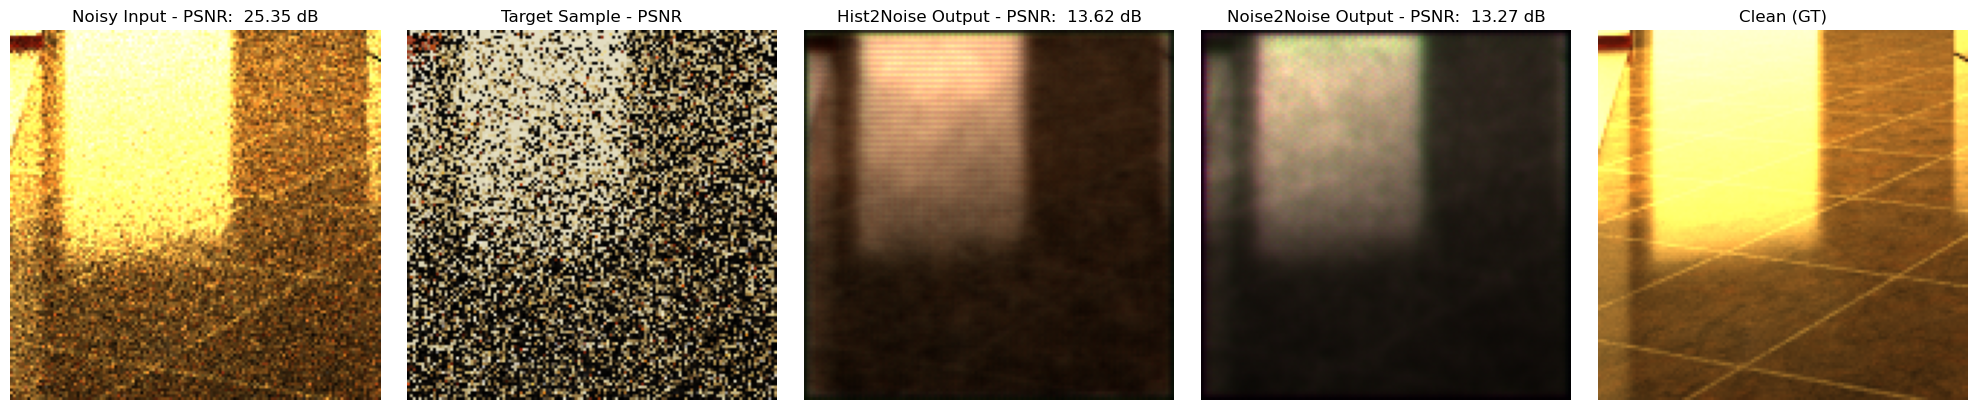 Noisy Input - PSNR:  25.35 dB
Target Sample - PSNR
Hist2Noise Output - PSNR:  13.62 dB
Noise2Noise Output - PSNR:  13.27 dB
Clean (GT)